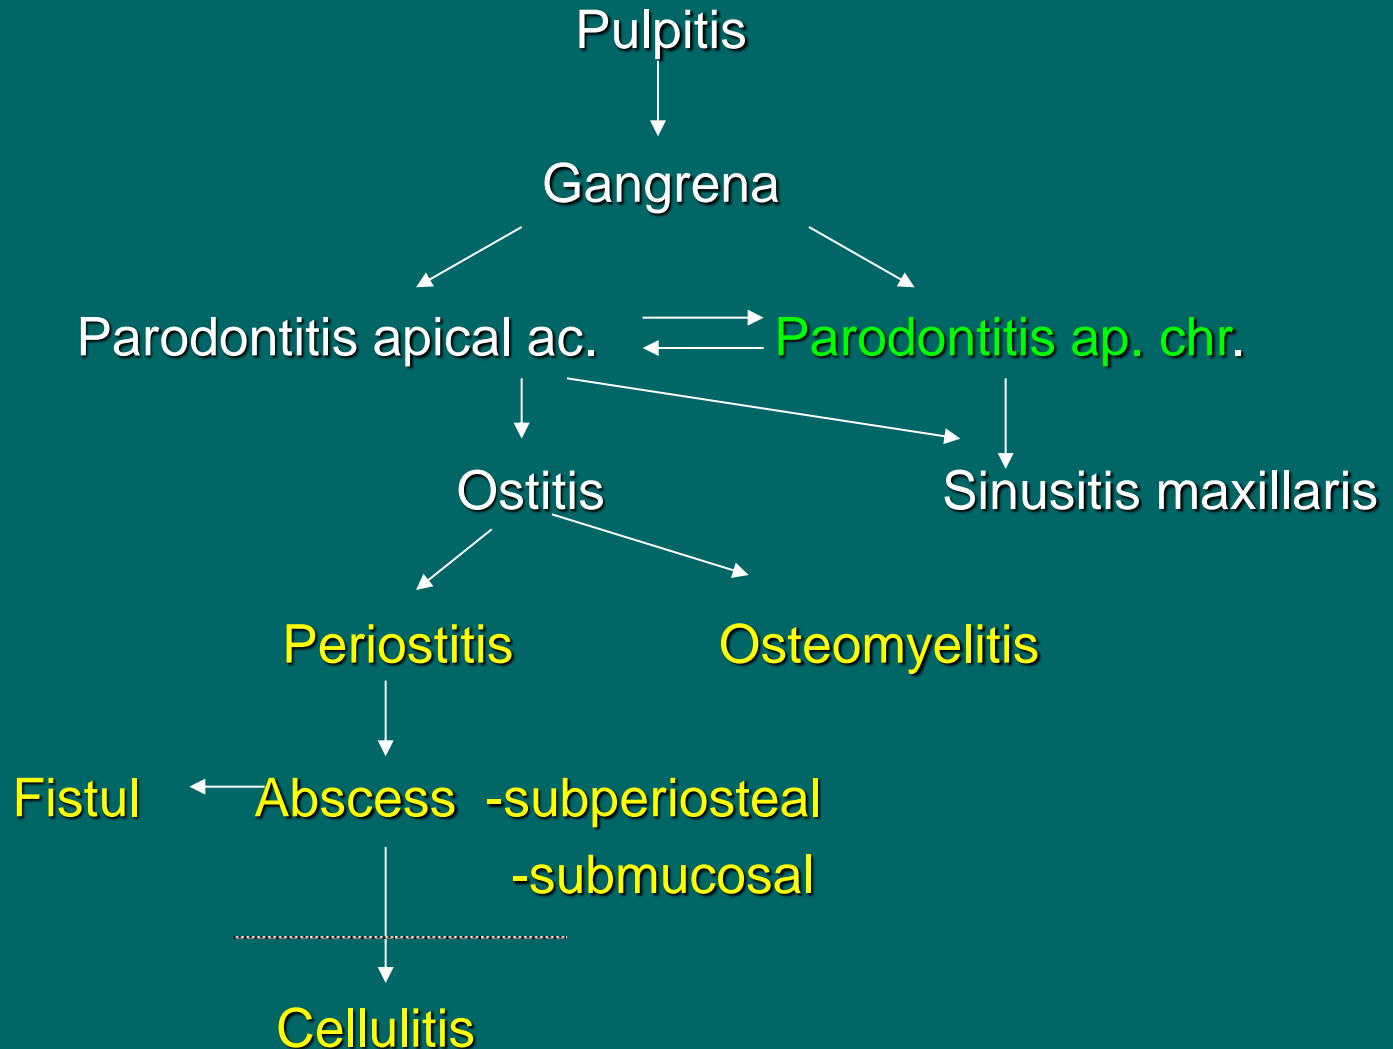 Pulpitis
Gangrena
Parodontitis apical ac. Parodontitis ap. chr.
Ostitis Sinusitis maxillaris
Periostitis Osteomyelitis
Fistul Abscess -subperiosteal
-submucosal
Cellulitis